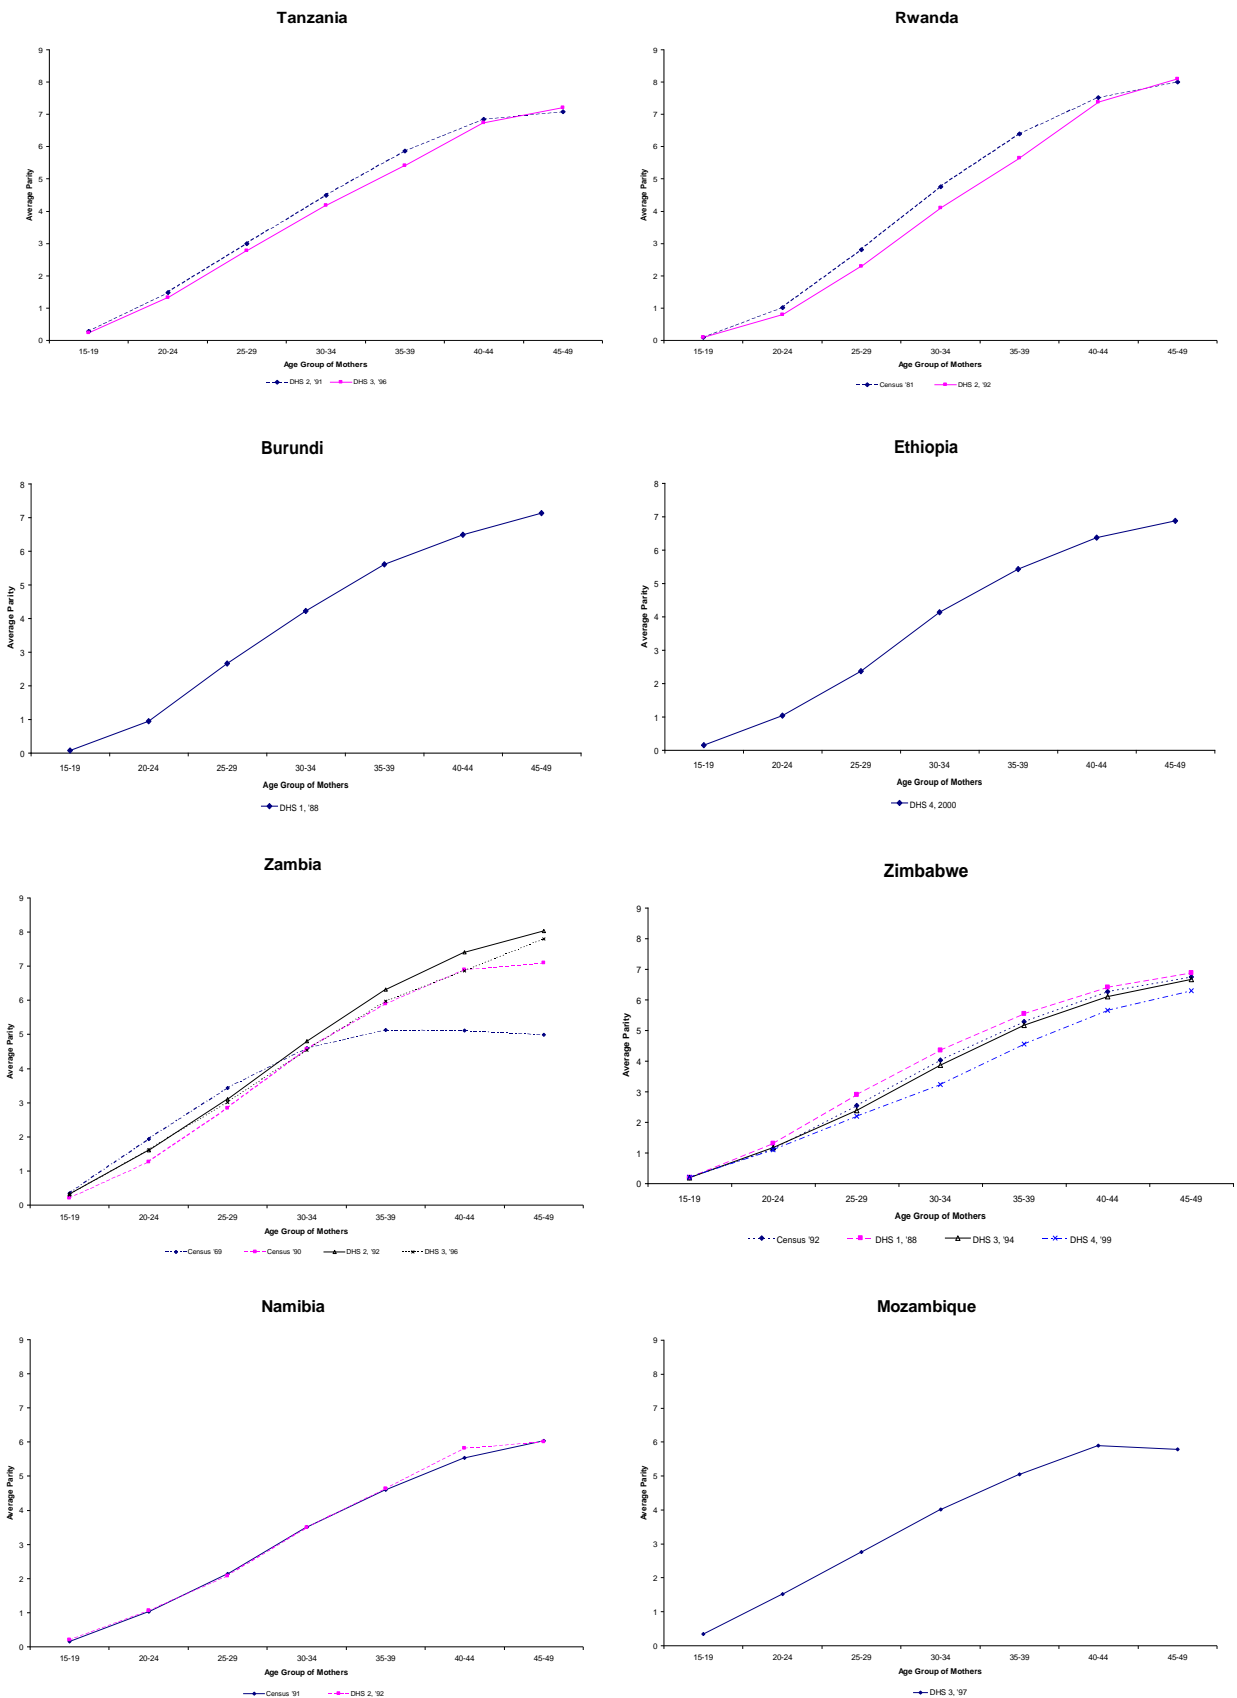 Tanzania
9
8
7
6
5
4
3
2
1
0
Average Parity
15-19 20-24 25-29 30-34 35-39 40-44 45-49
Age Group of Mothers
DHS 2, '91 DHS 3, '96
Rwanda
9
8
7
6
5
4
3
2
1
0
Average Parity
15-19 20-24 25-29 30-34 35-39 40-44 45-49
Age Group of Mothers
Census '81 DHS 2, '92
Burundi
8
7
6
5
4
3
2
1
0
Average Parity
15-19 20-24 25-29 30-34 35-39 40-44 45-49
Age Group of Mothers
DHS 1, '88
Ethiopia
8
7
6
5
4
3
2
1
0
Average Parity
15-19 20-24 25-29 30-34 35-39 40-44 45-49
Age Group of Mothers
DHS 4, 2000
Zambia
9
8
7
6
5
4
3
2
1
0
Average Parity
15-19 20-24 25-29 30-34 35-39 40-44 45-49
Age Group of Mothers
Census '69 Census '90 DHS 2, '92 DHS 3, '96
Zimbabwe
9
8
7
6
5
4
3
2
1
0
Average Parity
15-19 20-24 25-29 30-34 35-39 40-44 45-49
Age Group of Mothers
Census '92 DHS 1, '88 DHS 3, '94 DHS 4, '99
Namibia
9
8
7
6
5
4
3
2
1
0
Average Parity
15-19 20-24 25-29 30-34 35-39 40-44 45-49
Age Group of Mothers
Census '91 DHS 2, '92
Mozambique
9
8
7
6
5
4
3
2
1
0
Average Parity
15-19 20-24 25-29 30-34 35-39 40-44 45-49
Age Group of Mothers
DHS 3, '97